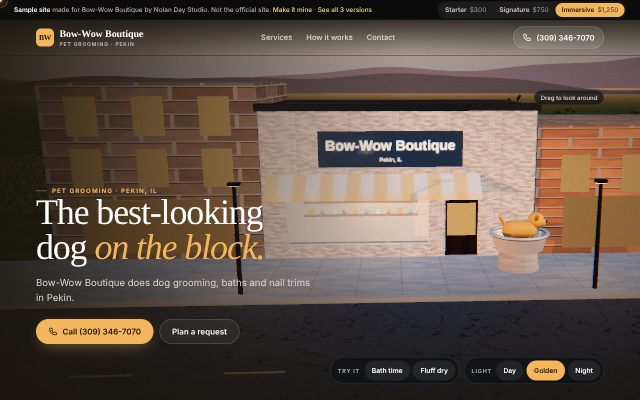 Sample site made for Bow-Wow Boutique by Nolan Day Studio. Not the official site. Make it mine · See all 3 versions
Starter $300 Signature $750 Immersive $1,250
BW Bow-Wow Boutique
PET GROOMING · PEKIN
Services How it works Contact
(309) 346-7070
Drag to look around
Bow-Wow Boutique
Pekin, IL
PET GROOMING · PEKIN, IL
The best-looking
dog on the block.
Bow-Wow Boutique does dog grooming, baths and nail trims
in Pekin.
Call (309) 346-7070 Plan a request
TRY IT Bath time Fluff dry LIGHT Day Golden Night